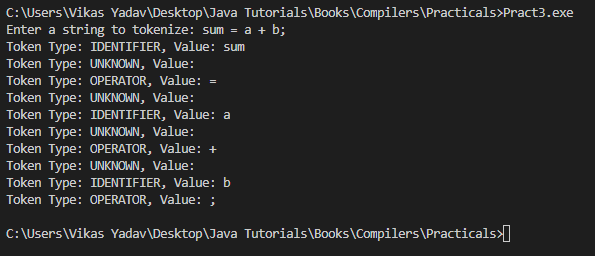 C:\Users\Vikas Yadav\Desktop\Java Tutorials\Books\Compilers\Practicals>Pract3.exe
Enter a string to tokenize: sum = a + b;
Token Type: IDENTIFIER, Value: sum
Token Type: UNKNOWN, Value:
Token Type: OPERATOR, Value: =
Token Type: UNKNOWN, Value:
Token Type: IDENTIFIER, Value: a
Token Type: UNKNOWN, Value:
Token Type: OPERATOR, Value: +
Token Type: UNKNOWN, Value:
Token Type: IDENTIFIER, Value: b
Token Type: OPERATOR, Value: ;
C:\Users\Vikas Yadav\Desktop\Java Tutorials\Books\Compilers\Practicals>